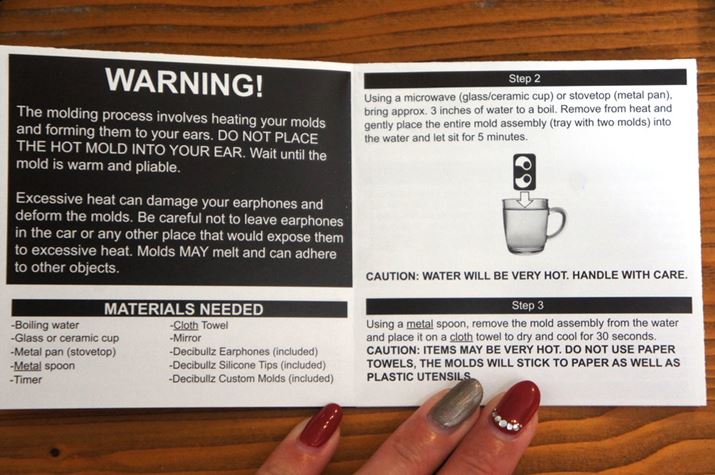 WARNING!
The molding process involves heating your molds
and forming them to your ears. DO NOT PLACE
THE HOT MOLD INTO YOUR EAR. Wait until the
mold is warm and pliable.
Excessive heat can damage your earphones and
deform the molds. Be careful not to leave earphones
in the car or any other place that would expose them
to excessive heat. Molds MAY melt and can adhere
to other objects.
MATERIALS NEEDED
-Boiling water
-Glass or ceramic cup
-Metal pan (stovetop)
-Metal spoon
-Timer
-Cloth Towel
-Mirror
-Decibullz Earphones (included)
-Decibullz Silicone Tips (included)
-Decibullz Custom Molds (included)
Step 2
Using a microwave (glass/ceramic cup) or stovetop (metal pan),
bring approx. 3 inches of water to a boil. Remove from heat and
gently place the entire mold assembly (tray with two molds) into
the water and let sit for 5 minutes.
CAUTION: WATER WILL BE VERY HOT. HANDLE WITH CARE.
Step 3
Using a metal spoon, remove the mold assembly from the water
and place it on a cloth towel to dry and cool for 30 seconds.
CAUTION: ITEMS MAY BE VERY HOT. DO NOT USE PAPER
TOWELS, THE MOLDS WILL STICK TO PAPER AS WELL AS
PLASTIC UTENSILS.